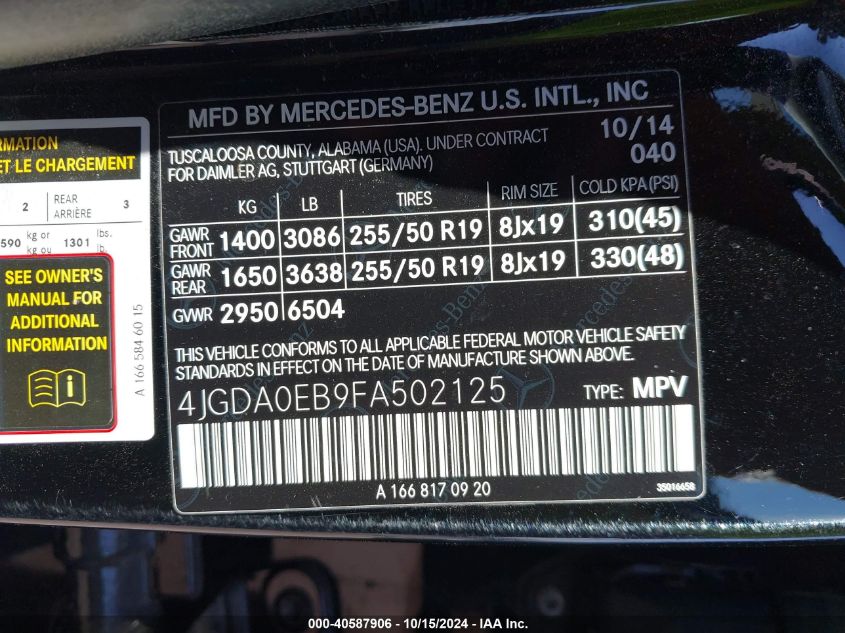 MFD BY MERCEDES-BENZ U.S. INTL., INC
TUSCALOOSA COUNTY, ALABAMA (USA). UNDER CONTRACT 10/14
FOR DAIMLER AG, STUTTGART (GERMANY) 040
KG LB TIRES RIM SIZE COLD KPA(PSI)
GAWR FRONT 1400 3086 255/50 R19 8Jx19 310(45)
GAWR REAR 1650 3638 255/50 R19 8Jx19 330(48)
GVWR 2950 6504
THIS VEHICLE CONFORMS TO ALL APPLICABLE FEDERAL MOTOR VEHICLE SAFETY
STANDARDS IN EFFECT ON THE DATE OF MANUFACTURE SHOWN ABOVE.
4JGDA0EB9FA502125 TYPE: MPV
A 166 817 09 20 35016658
RMATION
ET LE CHARGEMENT
2 REAR ARRIÈRE 3
590 kg or kg ou 1301 lbs. lb.
SEE OWNER'S
MANUAL FOR
ADDITIONAL
INFORMATION
A 166 584 60 15
000-40587906 - 10/15/2024 - IAA Inc.